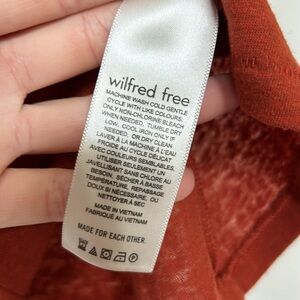 wilfred free
MACHINE WASH COLD GENTLE
CYCLE WITH LIKE COLOURS.
ONLY NON-CHLORINE BLEACH
WHEN NEEDED. TUMBLE DRY
LOW. COOL IRON ONLY IF
NEEDED. OR DRY CLEAN
LAVER À LA MACHINE À L'EAU
FROIDE AU CYCLE DÉLICAT
AVEC COULEURS SEMBLABLES.
UTILISER SEULEMENT UN
JAVELLISANT SANS CHLORE AU
BESOIN. SÉCHER À BASSE
TEMPÉRATURE. REPASSAGE
DOUX SI NÉCESSAIRE. OU
NETTOYER À SEC
MADE IN VIETNAM
FABRIQUÉ AU VIETNAM
MADE FOR EACH OTHER.